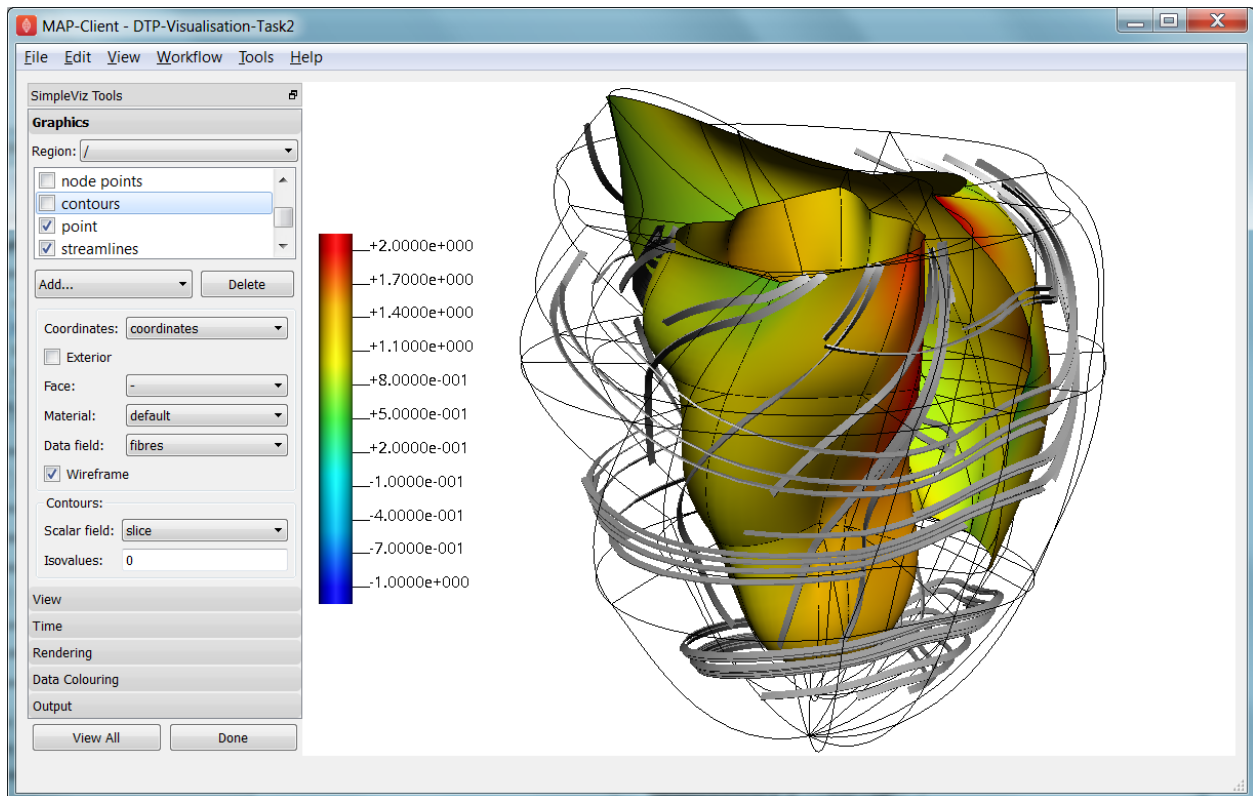 MAP-Client - DTP-Visualisation-Task2
File Edit View Workflow Tools Help
SimpleViz Tools
Graphics
Region: /
node points
contours
point
streamlines
Add... Delete
Coordinates: coordinates
Exterior
Face: -
Material: default
Data field: fibres
Wireframe
Contours:
Scalar field: slice
Isovalues: 0
View
Time
Rendering
Data Colouring
Output
View All Done
+2.0000e+000
+1.7000e+000
+1.4000e+000
+1.1000e+000
+8.0000e-001
+5.0000e-001
+2.0000e-001
-1.0000e-001
-4.0000e-001
-7.0000e-001
-1.0000e+000